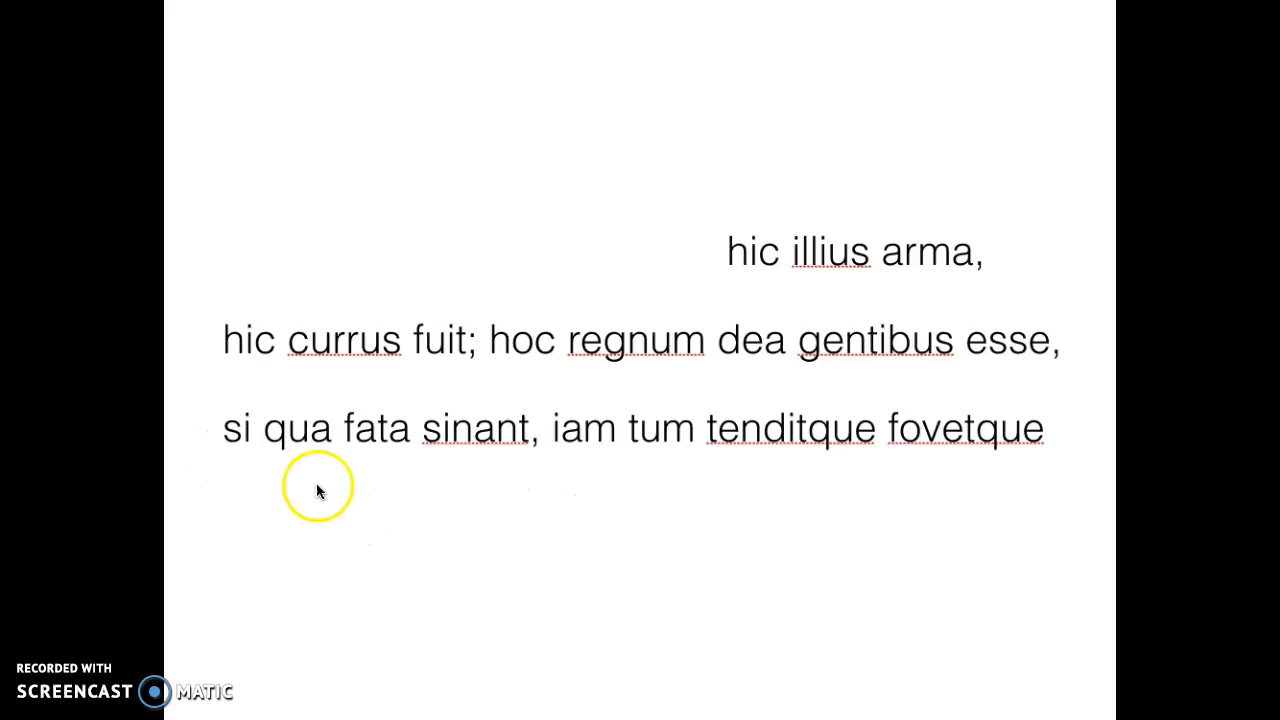 hic illius arma,
hic currus fuit; hoc regnum dea gentibus esse,
si qua fata sinant, iam tum tenditque fovetque
RECORDED WITH
SCREENCAST MATIC